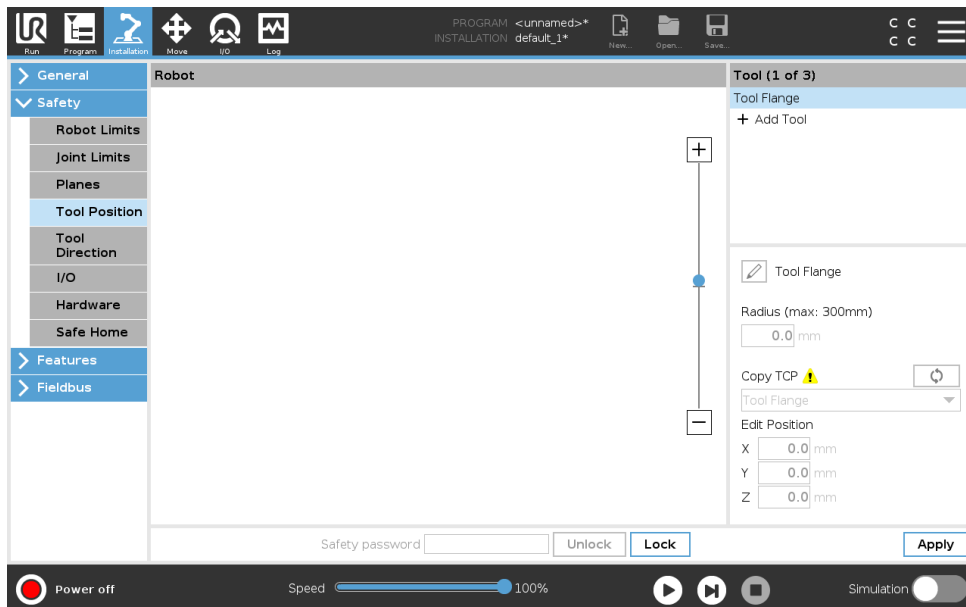 PROGRAM <unnamed>*
INSTALLATION default_1*
Run Program Installation Move I/O Log New... Open... Save...
C C
C C
General
Safety
Robot Limits
Joint Limits
Planes
Tool Position
Tool
Direction
I/O
Hardware
Safe Home
Features
Fieldbus
Robot
Tool (1 of 3)
Tool Flange
+ Add Tool
Tool Flange
Radius (max: 300mm)
0.0 mm
Copy TCP
Tool Flange
Edit Position
X 0.0 mm
Y 0.0 mm
Z 0.0 mm
Safety password Unlock Lock Apply
Power off Speed 100% Simulation